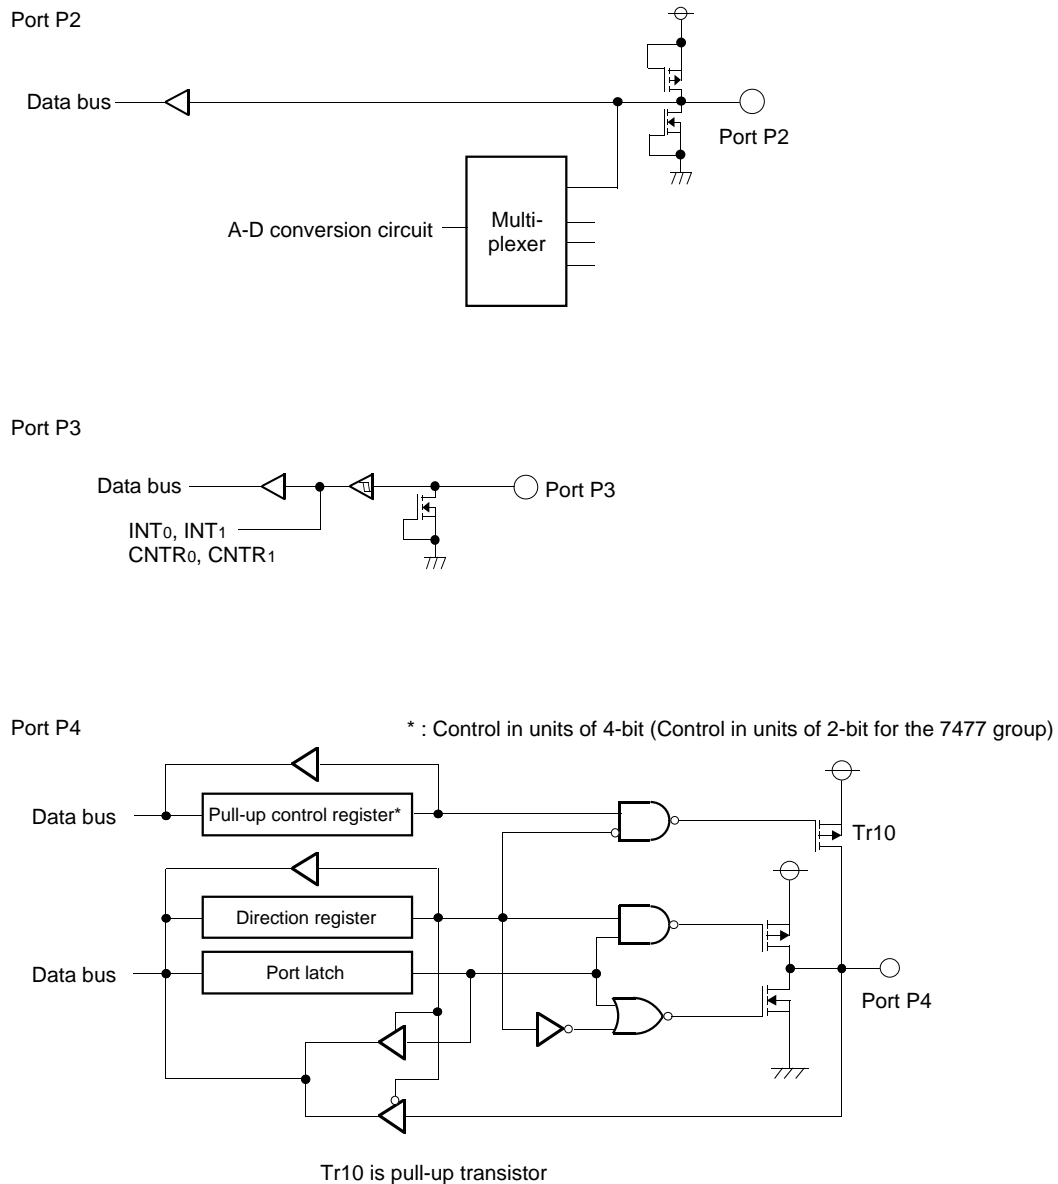 Port P2
Data bus
Port P2
A-D conversion circuit
Multi-
plexer
Port P3
Data bus
Port P3
INT0, INT1
CNTR0, CNTR1
Port P4
* : Control in units of 4-bit (Control in units of 2-bit for the 7477 group)
Data bus
Pull-up control register*
Tr10
Direction register
Data bus
Port latch
Port P4
Tr10 is pull-up transistor